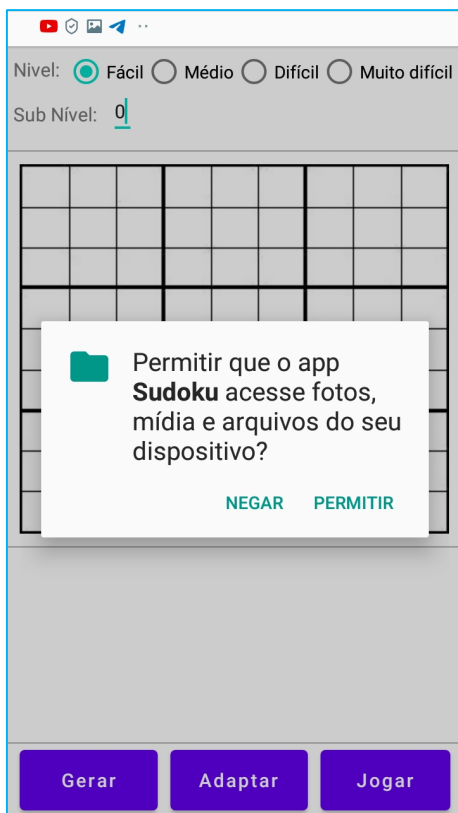 Nivel: Fácil Médio Difícil Muito difícil
Sub Nível: 0
Permitir que o app
Sudoku acesse fotos,
mídia e arquivos do seu
dispositivo?
NEGAR PERMITIR
Gerar Adaptar Jogar